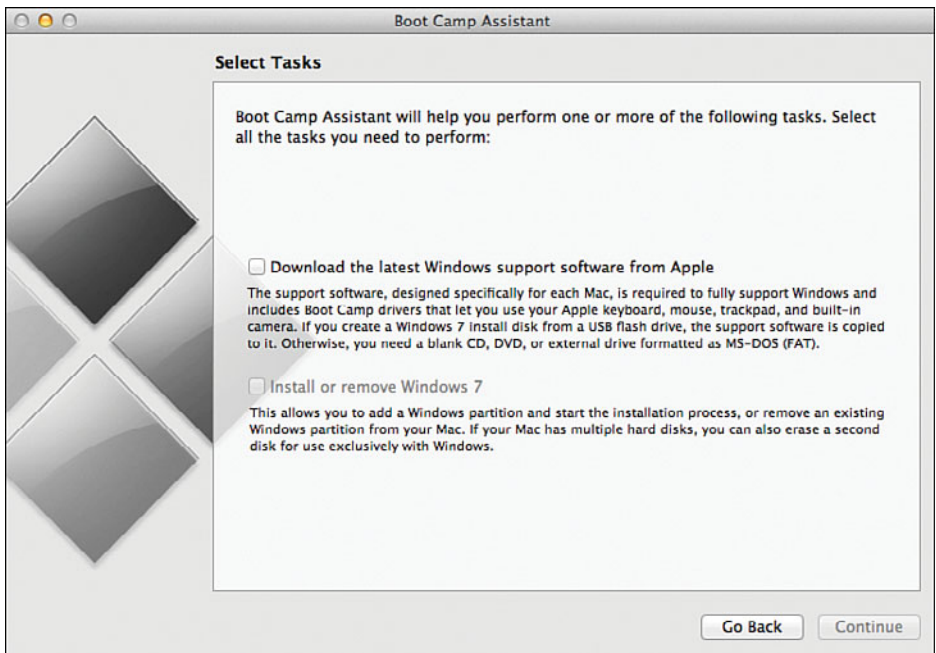 Boot Camp Assistant
Select Tasks
Boot Camp Assistant will help you perform one or more of the following tasks. Select
all the tasks you need to perform:
Download the latest Windows support software from Apple
The support software, designed specifically for each Mac, is required to fully support Windows and
includes Boot Camp drivers that let you use your Apple keyboard, mouse, trackpad, and built-in
camera. If you create a Windows 7 install disk from a USB flash drive, the support software is copied
to it. Otherwise, you need a blank CD, DVD, or external drive formatted as MS-DOS (FAT).
Install or remove Windows 7
This allows you to add a Windows partition and start the installation process, or remove an existing
Windows partition from your Mac. If your Mac has multiple hard disks, you can also erase a second
disk for use exclusively with Windows.
Go Back Continue